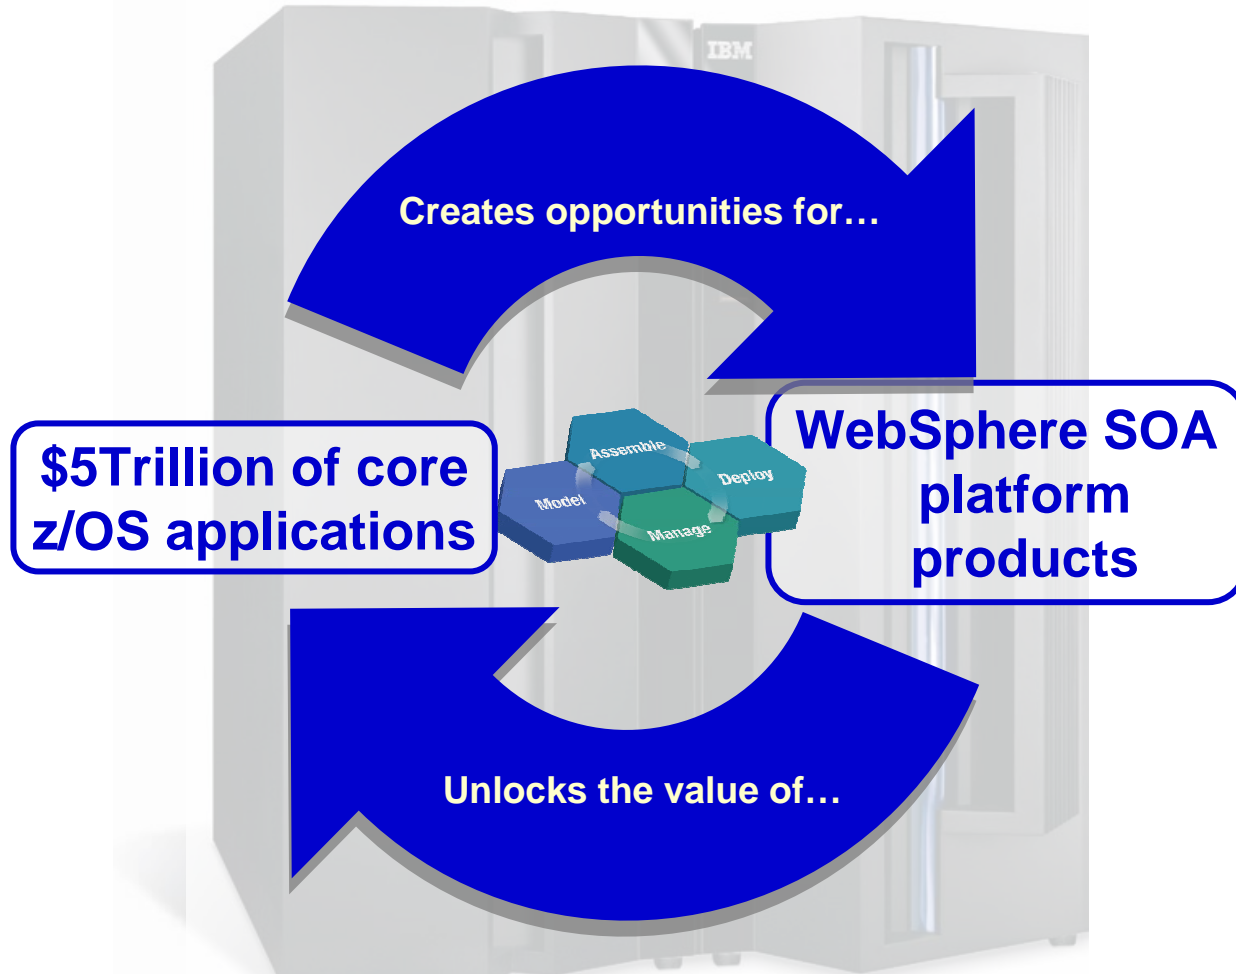 IBM
Creates opportunities for…
$5Trillion of core
z/OS applications
Assemble
Model
Deploy
Manage
WebSphere SOA
platform
products
Unlocks the value of…